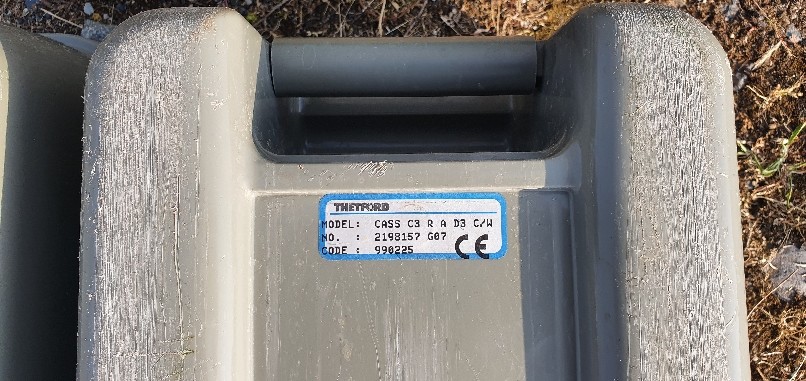 THETFORD
MODEL: CASS C3 R A D3 C/W
NO. : 2198157 G07
CODE : 990225
CE